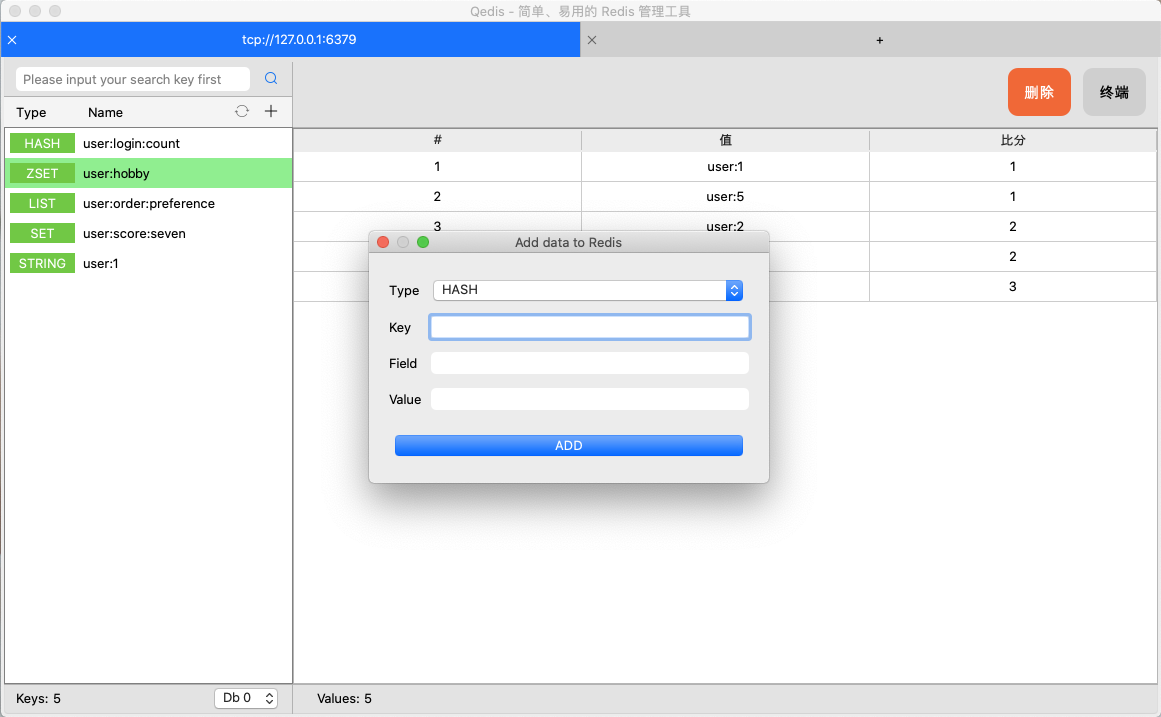 Qedis - 简单、易用的 Redis 管理工具
tcp://127.0.0.1:6379
+
Please input your search key first
删除
终端
Type Name
# 值 比分
HASH user:login:count
1 user:1 1
ZSET user:hobby
2 user:5 1
LIST user:order:preference
3 user:2 2
SET user:score:seven
2
STRING user:1
3
Add data to Redis
Type HASH
Key
Field
Value
ADD
Keys: 5
Db 0
Values: 5